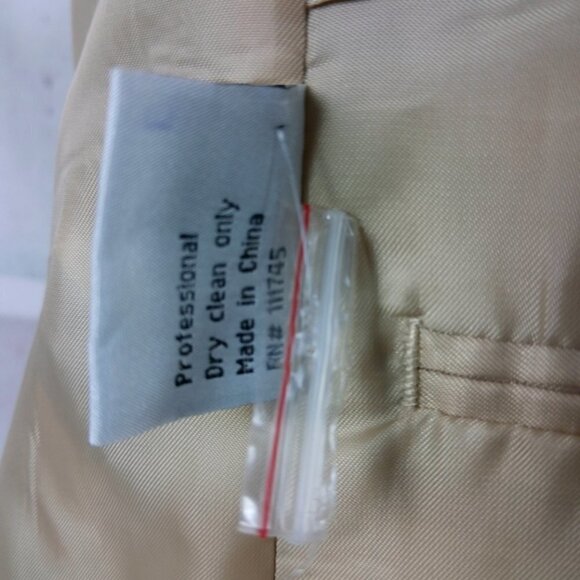 Professional
Dry clean only
Made in China
RN# 111745